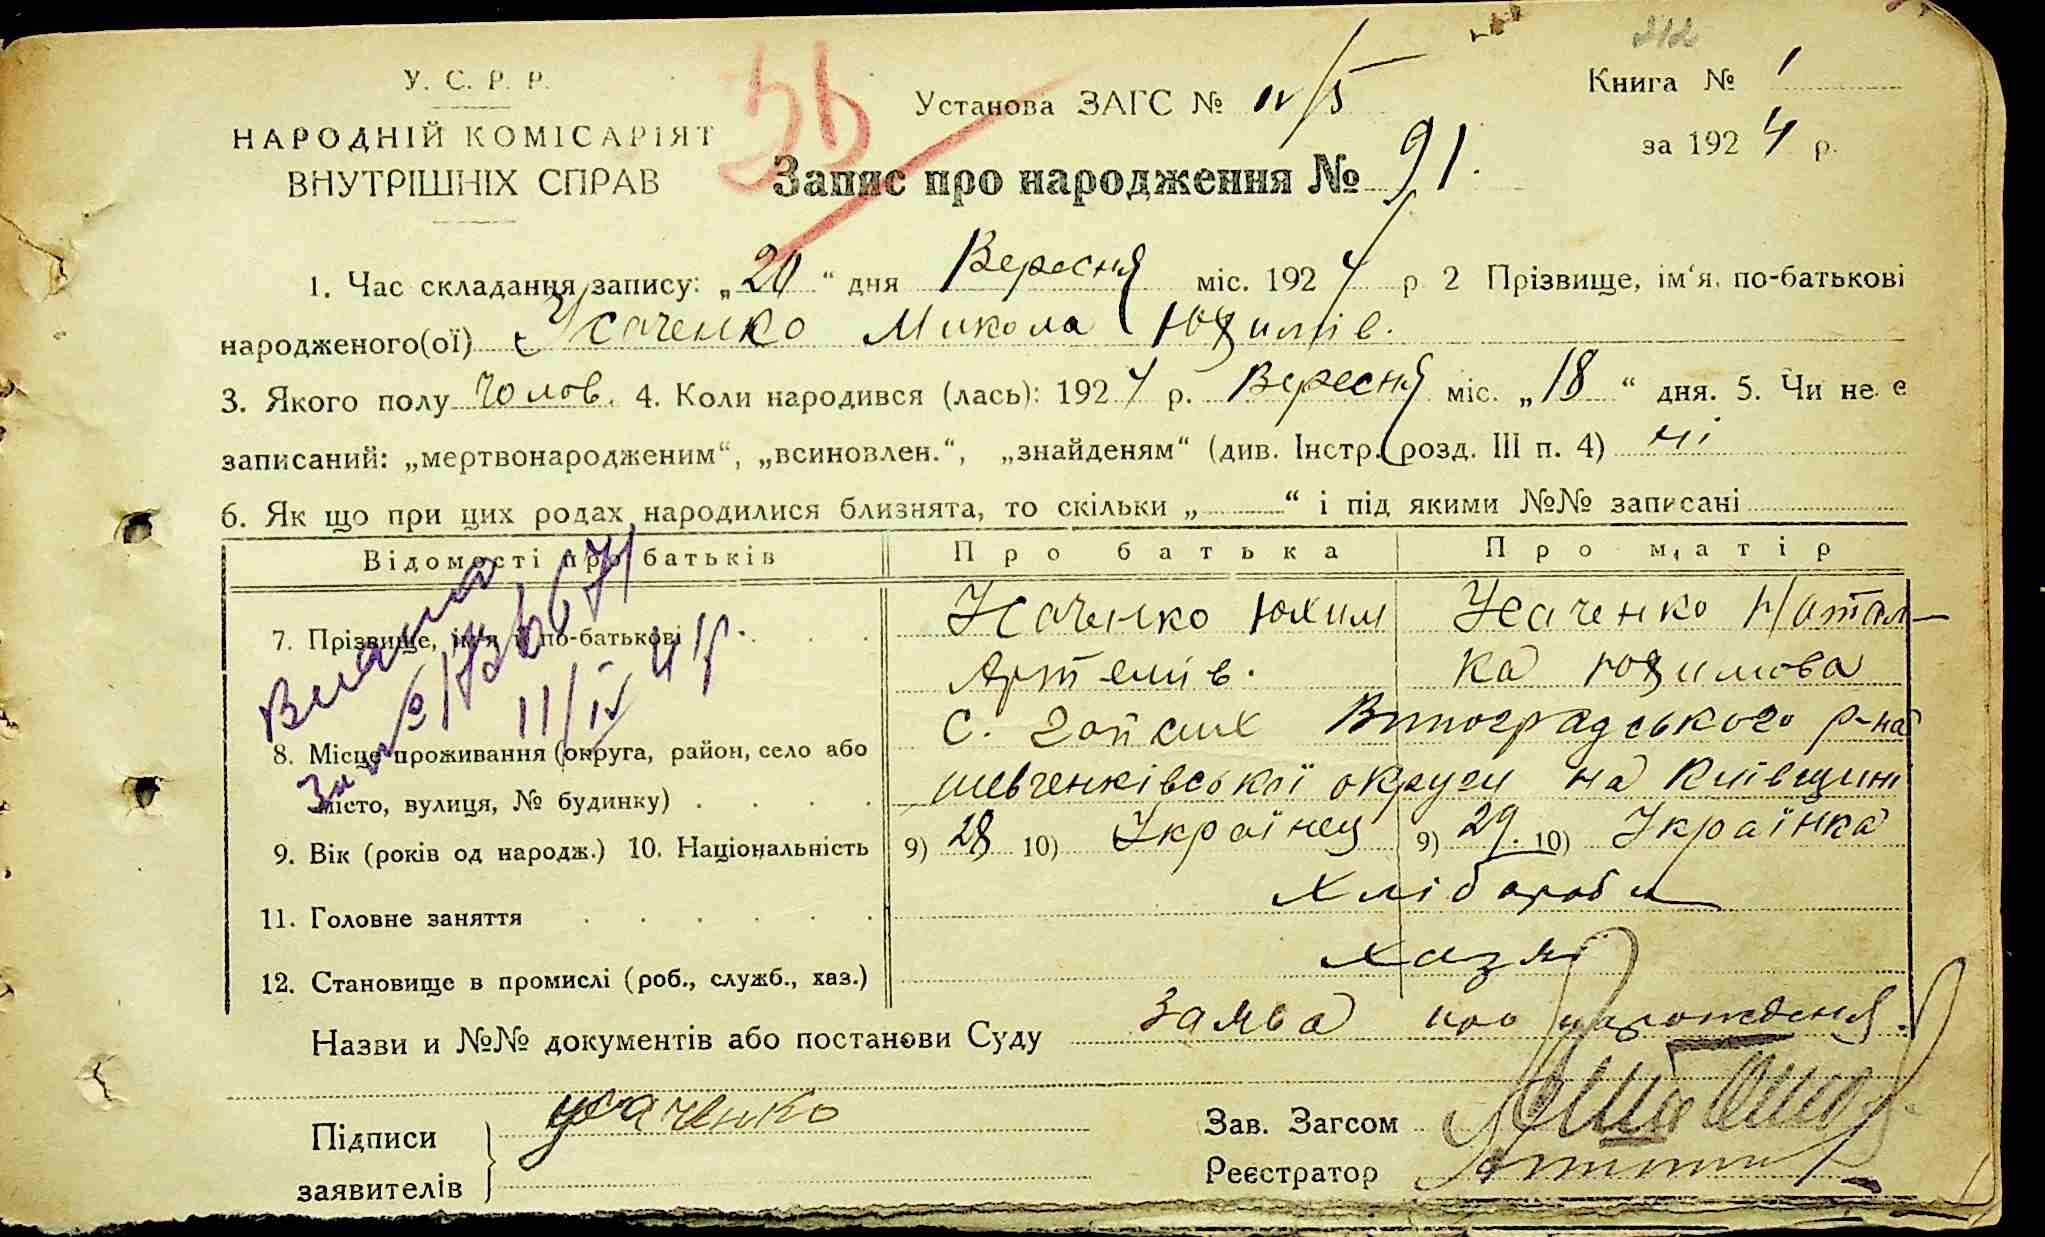 212
У. С. Р. Р.
НАРОДНІЙ КОМІСАРІЯТ
ВНУТРІШНІХ СПРАВ
Установа ЗАГС № IV/5
Книга № 1
за 1924 р.
Запис про народження № 91.
1. Час складання запису: „20“ дня Вересня міс. 1924 р 2 Прізвище, ім‘я, по-батькові
народженого(ої) Усаченко Микола Юхимів.
3. Якого полу чолов. 4. Коли народився (лась): 1924 р. Вересня міс. „18“ дня. 5. Чи не є
записаний: „мертвонародженим“, „всиновлен.“, „знайденям“ (див. Інстр. розд. III п. 4) ні
6. Як що при цих родах народилися близнята, то скільки „ “ і під якими №№ записані
Відомості про батьків Про батька Про матір
7. Прізвище, ім‘я и по-батькові Усаченко Юхим Усаченко Натал-
Артемів. ка Юхимова
8. Місце проживання (округа, район, село або С. Виноградського р-на
місто, вулиця, № будинку) Шевченківської округи на Київщині
9. Вік (років од народж.) 10. Національність 9) 28 10) Українец 9) 29. 10) Українка
11. Головне заняття Хлібороби
12. Становище в промислі (роб., служб., хаз.) хазяї
Назви и №№ документів або постанови Суду Заява про народження.
Підписи
заявителів
Усаченко
Зав. Загсом
Реєстратор
11/IV 41р.